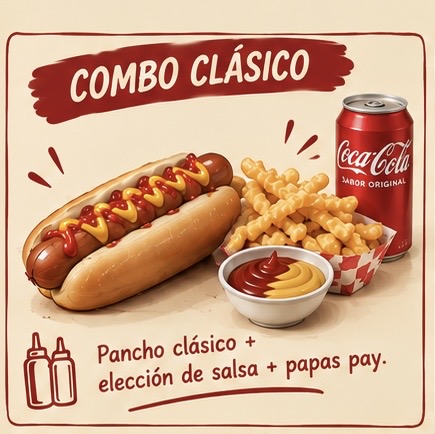 COMBO CLÁSICO
Coca-Cola
SABOR ORIGINAL
Pancho clásico +
elección de salsa + papas pay.